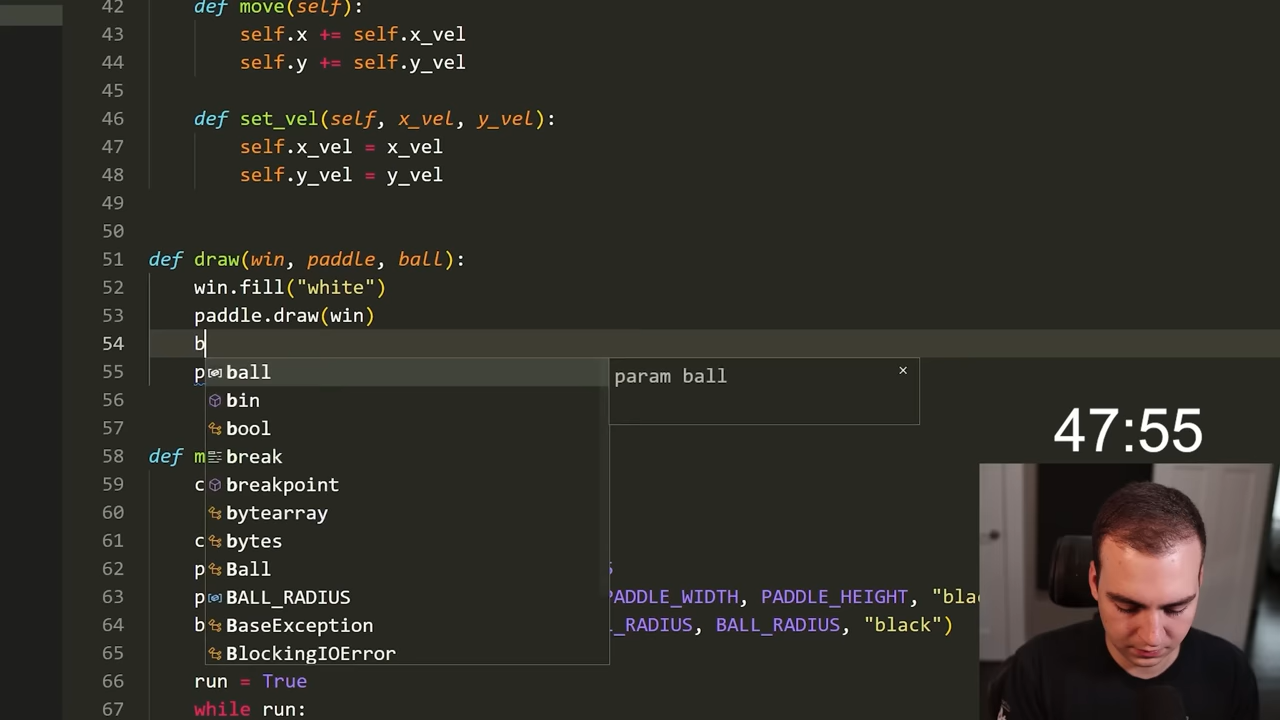 42 def move(self):
43 self.x += self.x_vel
44 self.y += self.y_vel
45
46 def set_vel(self, x_vel, y_vel):
47 self.x_vel = x_vel
48 self.y_vel = y_vel
49
50
51 def draw(win, paddle, ball):
52 win.fill("white")
53 paddle.draw(win)
54 b
55 p
ball
param ball
×
56 bin
57 bool
58 def m
break
59 c
breakpoint
60 bytearray
61 c
bytes
62 p
Ball
63 p
BALL_RADIUS
PADDLE_WIDTH, PADDLE_HEIGHT, "blac
64 b
BaseException
L_RADIUS, BALL_RADIUS, "black")
65 BlockingIOError
66 run = True
67 while run:
47:55